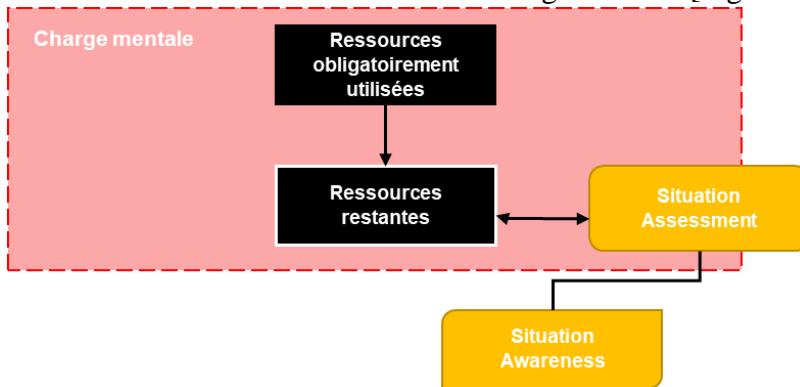 Charge mentale
Ressources
obligatoirement
utilisées
Ressources
restantes
Situation
Assessment
Situation
Awareness